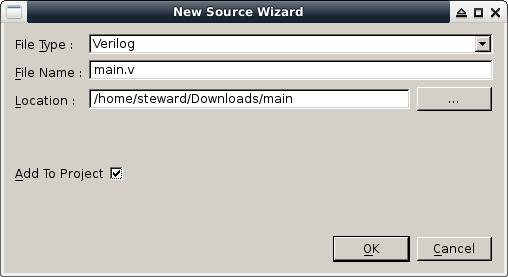 New Source Wizard
File Type : Verilog
File Name : main.v
Location : /home/steward/Downloads/main ...
Add To Project
OK Cancel